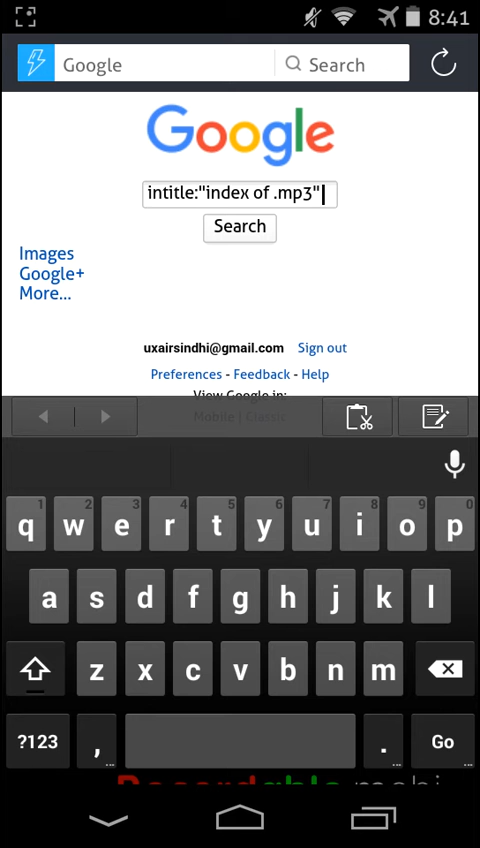 8:41
Google
Search
Google
intitle:"index of .mp3"
Search
Images
Google+
More...
uxairsindhi@gmail.com Sign out
Preferences - Feedback - Help
View Google in:
Mobile | Classic
1 2 3 4 5 6 7 8 9 0
q w e r t y u i o p
a s d f g h j k l
z x c v b n m
?123 , . Go
Recordable.mobi